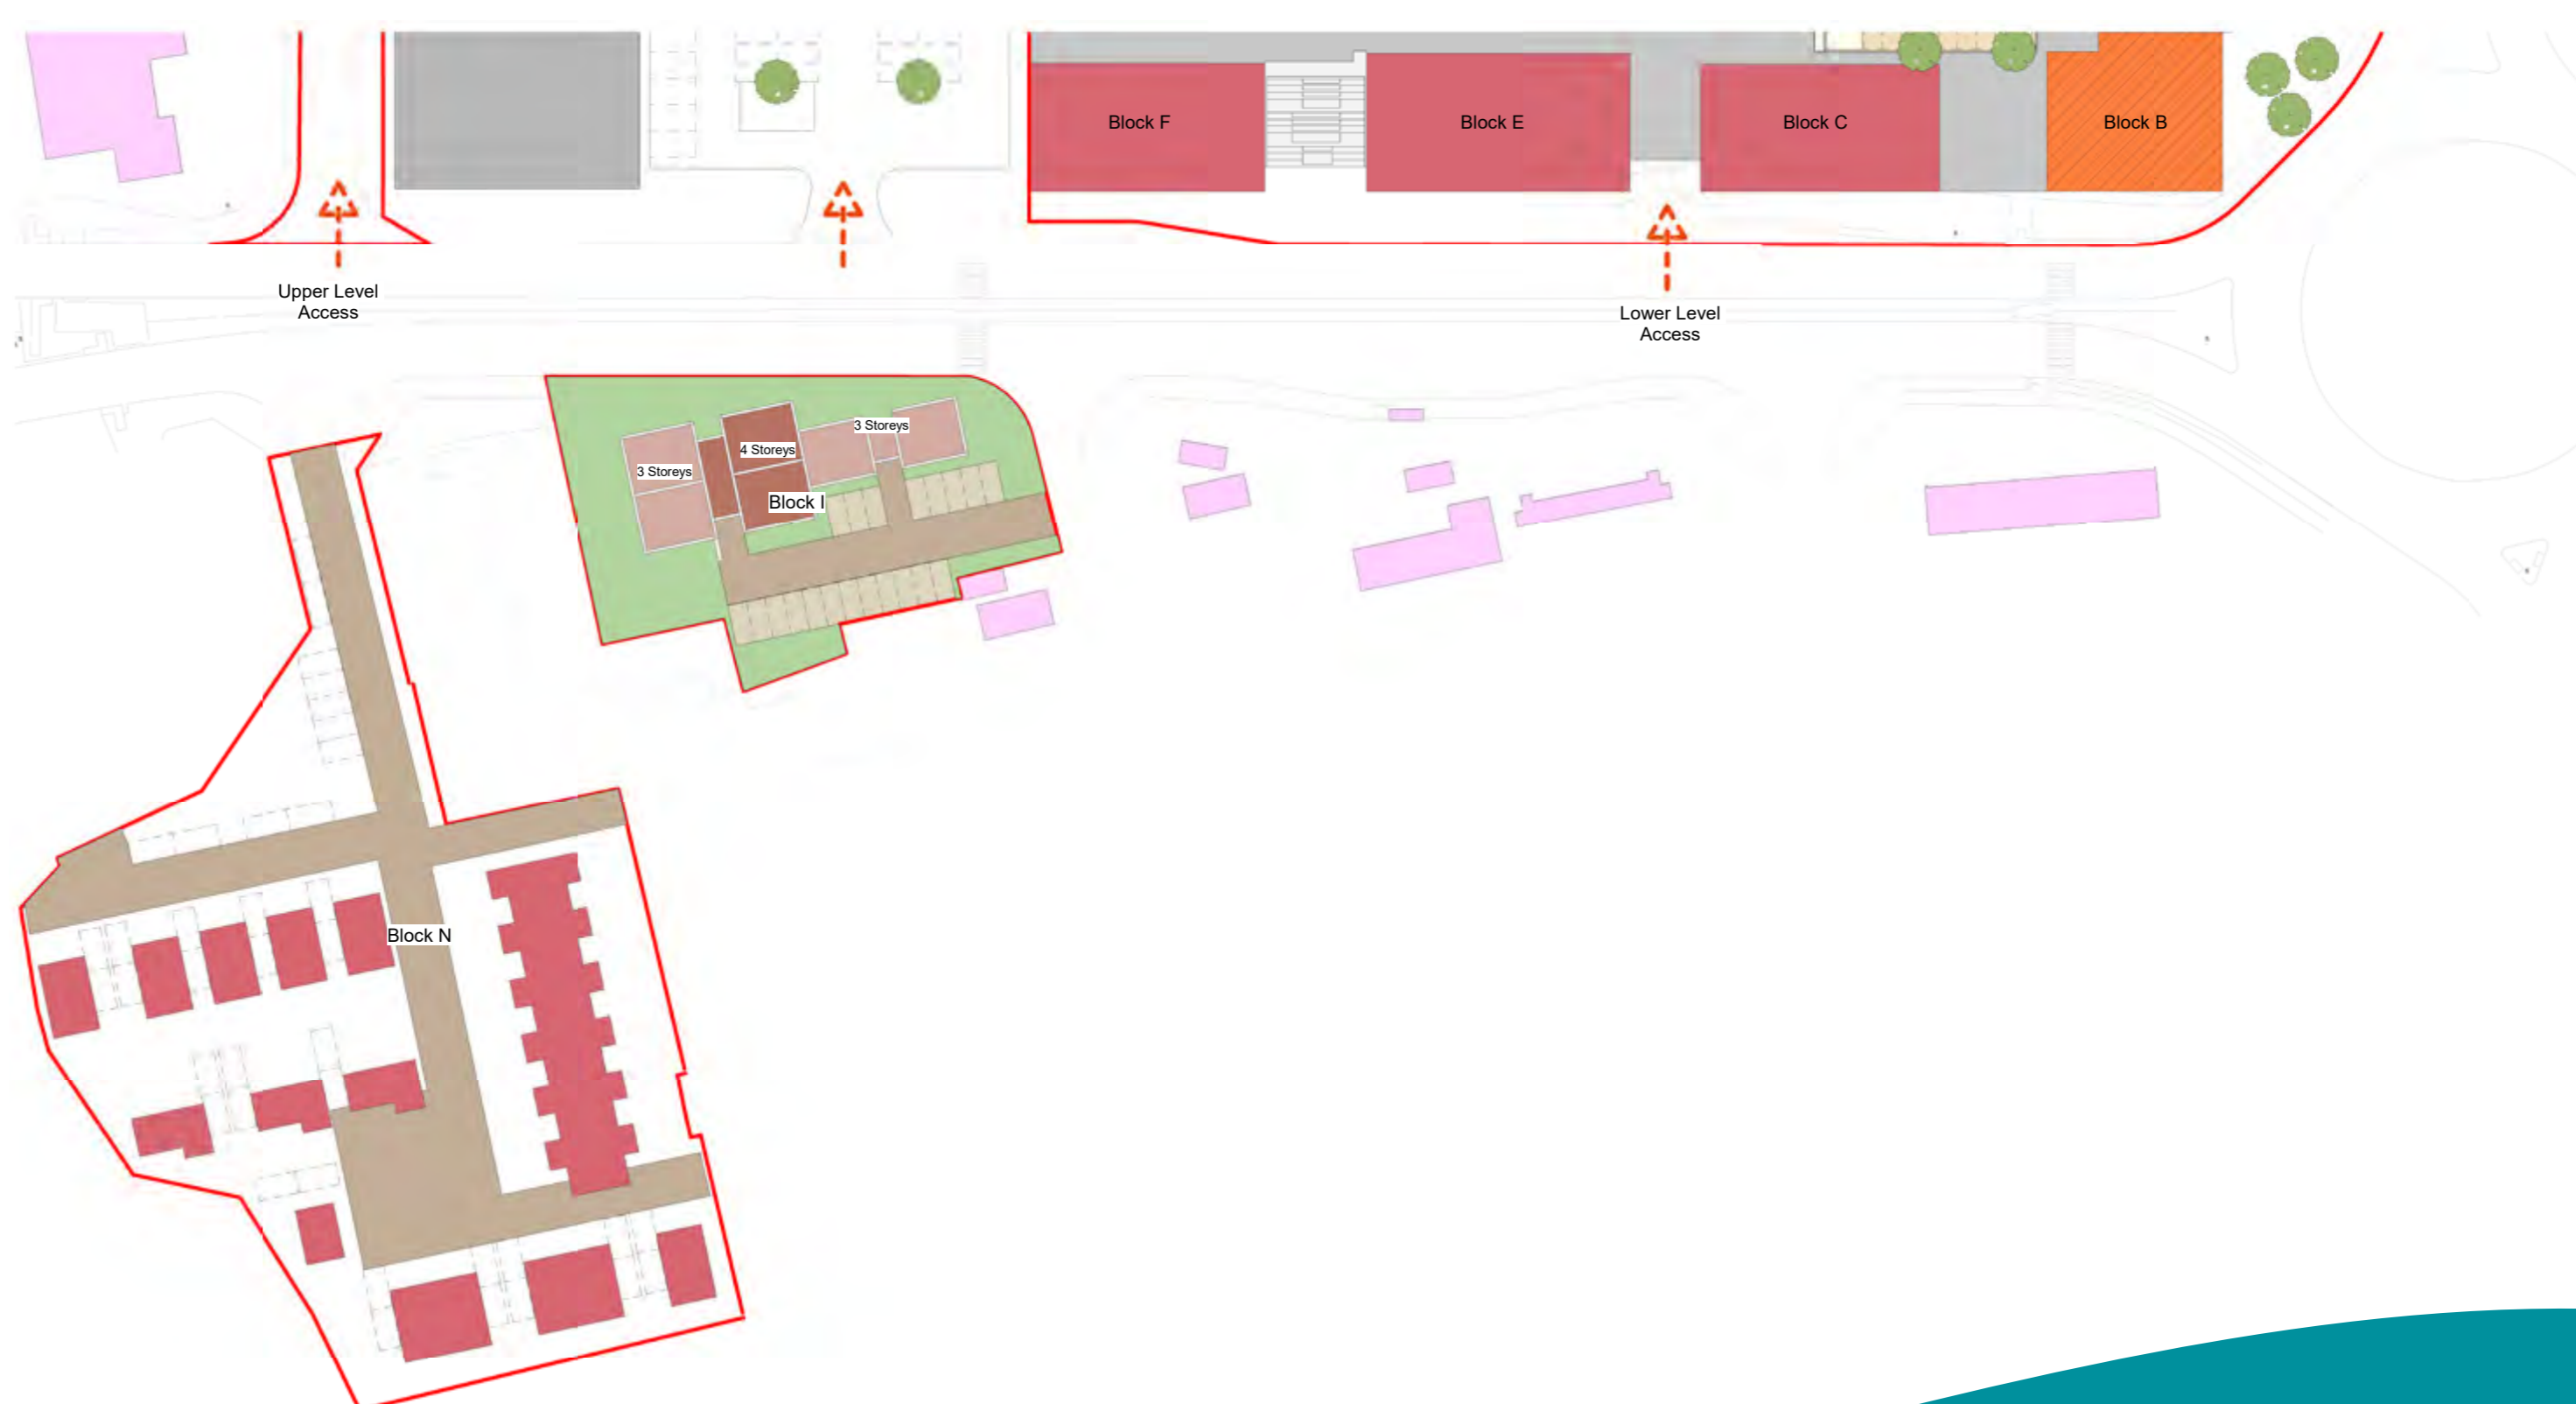 Block F
Block E
Block C
Block B
Upper Level
Access
Lower Level
Access
3 Storeys
4 Storeys
3 Storeys
Block I
Block N